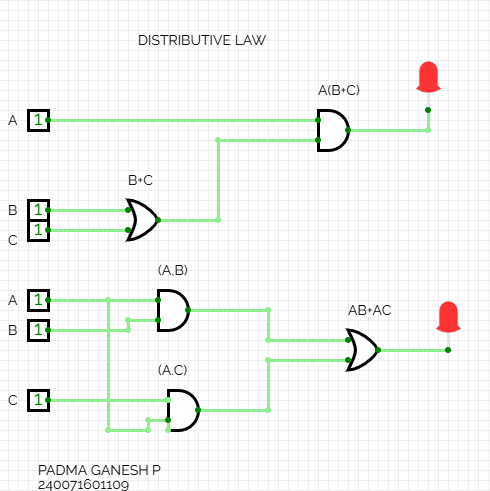 DISTRIBUTIVE LAW
A(B+C)
A 1
B+C
B 1
C 1
(A,B)
A 1
B 1
AB+AC
(A.C)
C 1
PADMA GANESH P
240071601109